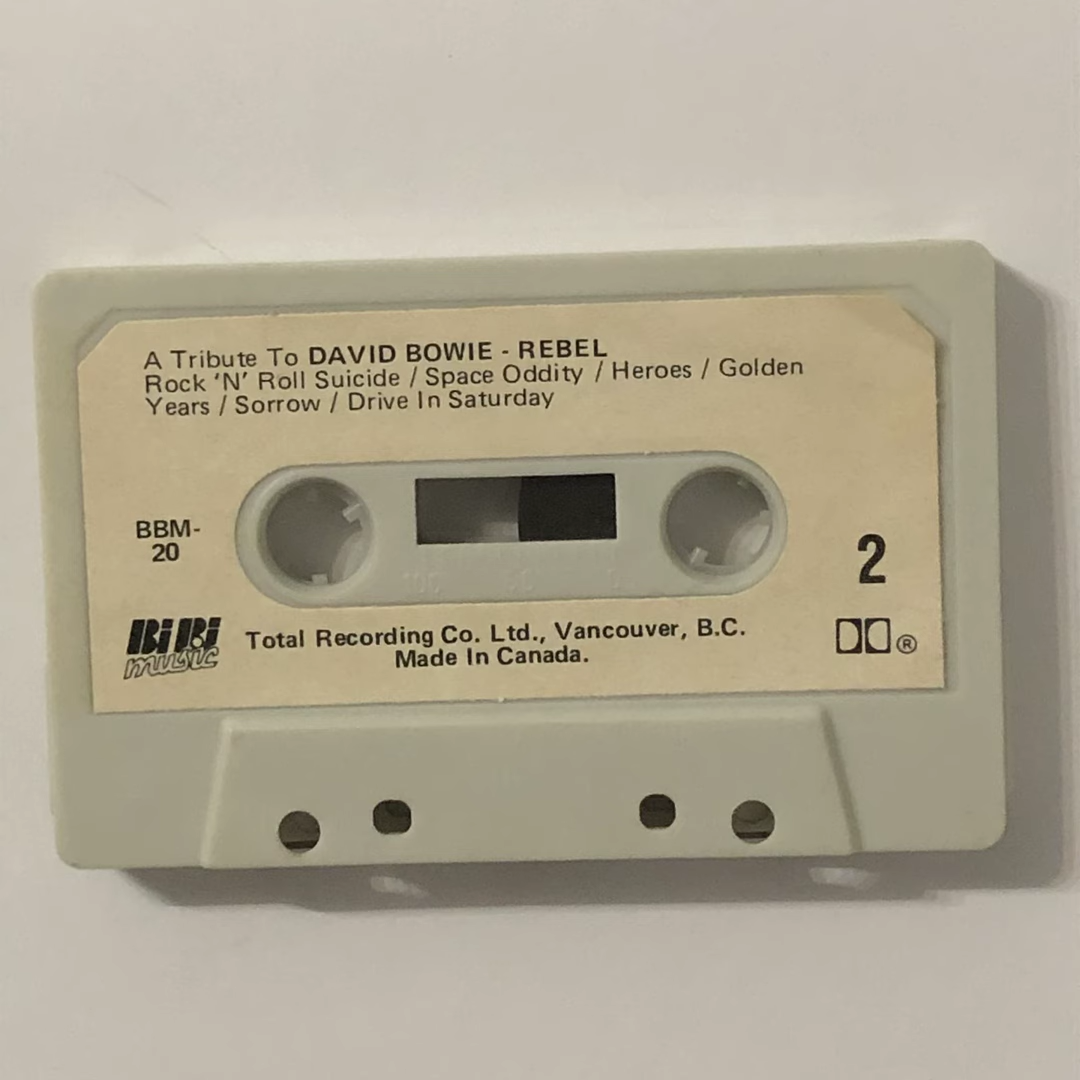 A Tribute To DAVID BOWIE - REBEL
Rock 'N' Roll Suicide / Space Oddity / Heroes / Golden
Years / Sorrow / Drive In Saturday
BBM-
20
2
BiBi
music
Total Recording Co. Ltd., Vancouver, B.C.
Made In Canada.
®